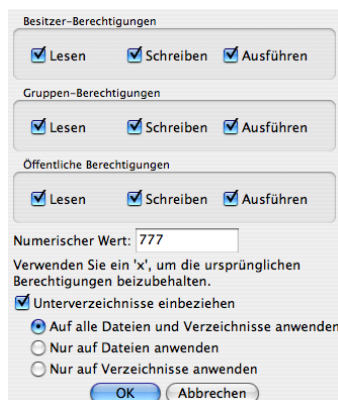 Besitzer-Berechtigungen
Lesen Schreiben Ausführen
Gruppen-Berechtigungen
Lesen Schreiben Ausführen
Öffentliche Berechtigungen
Lesen Schreiben Ausführen
Numerischer Wert: 777
Verwenden Sie ein 'x', um die ursprünglichen
Berechtigungen beizubehalten.
Unterverzeichnisse einbeziehen
Auf alle Dateien und Verzeichnisse anwenden
Nur auf Dateien anwenden
Nur auf Verzeichnisse anwenden
OK Abbrechen